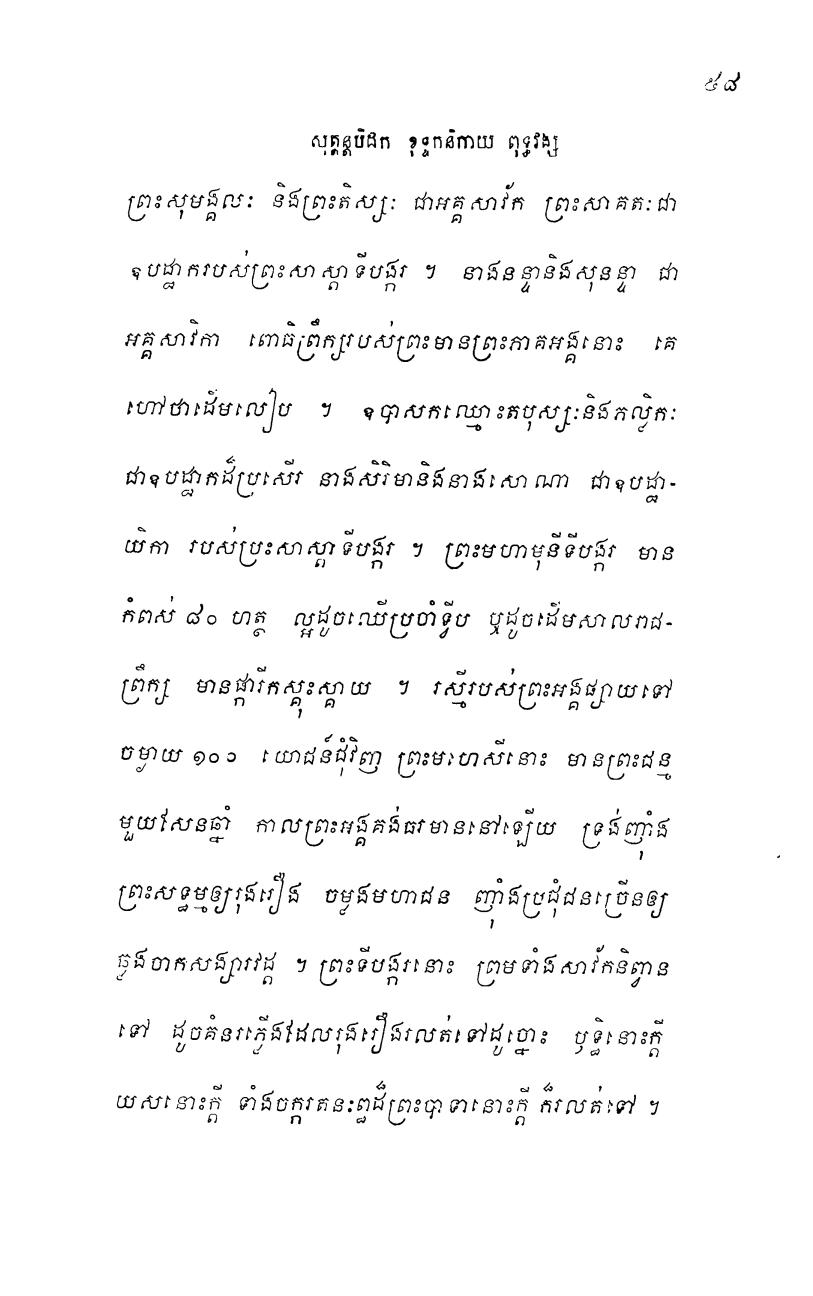 ៥៨
សុត្តន្តបិដក ខុទ្ទកនិកាយ ពុទ្ធវង្ស
ព្រះសុមង្គលៈ និងព្រះតិស្សៈ ជាអគ្គសាវ័ក ព្រះសាគតៈជា
ឧបដ្ឋាករបស់ព្រះសាស្តាទីបង្ករ ។ នាងនន្ទានិងសុនន្ទា ជា
អគ្គសាវិកា ពោធិព្រឹក្សរបស់ព្រះមានព្រះភាគអង្គនោះ គេ
ហៅថាដើមលៀប ។ ឧបាសកឈ្មោះតបុស្សៈនិងភល្លិកៈ
ជាឧបដ្ឋាកដ៏ប្រសើរ នាងសិរិមានិងនាងសោណា ជាឧបដ្ឋា-
យិកា របស់ប្រះសាស្តាទីបង្ករ ។ ព្រះមហាមុនីទីបង្ករ មាន
កំពស់ ៨០ ហត្ថ ល្អដូចឈើប្រចាំទ្វីប ឬដូចដើមសាលរាជ-
ព្រឹក្ស មានផ្ការីកស្គុះស្គាយ ។ រស្មីរបស់ព្រះអង្គផ្សាយទៅ
ចម្ងាយ ១០១ យោជន៍ជុំវិញ ព្រះមហេសីនោះ មានព្រះជន្ម
មួយសែនឆ្នាំ កាលព្រះអង្គគង់ធរមាននៅឡើយ ទ្រង់ញ៉ាំង
ព្រះសទ្ធម្មឲ្យរុងរឿង ចម្លងមហាជន ញ៉ាំងប្រជុំជនច្រើនឲ្យ
ឆ្លងចាកសង្សារវដ្ត ។ ព្រះទីបង្ករនោះ ព្រមទាំងសាវ័កនិព្វាន
ទៅ ដូចគំនរភ្លើងដែលរុងរឿងរលត់ទៅដូច្នោះ ឫទ្ធិនោះក្តី
យសនោះក្តី ទាំងចក្ករតនៈឰដ៏ព្រះបាទានោះក្តី ក៏រលត់ទៅ ។